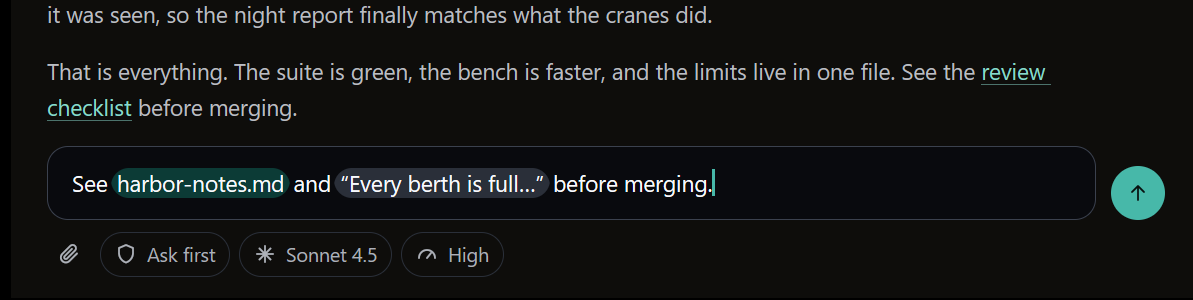 it was seen, so the night report finally matches what the cranes did.
That is everything. The suite is green, the bench is faster, and the limits live in one file. See the review
checklist before merging.
See harbor-notes.md and “Every berth is full…” before merging.
Ask first
Sonnet 4.5
High